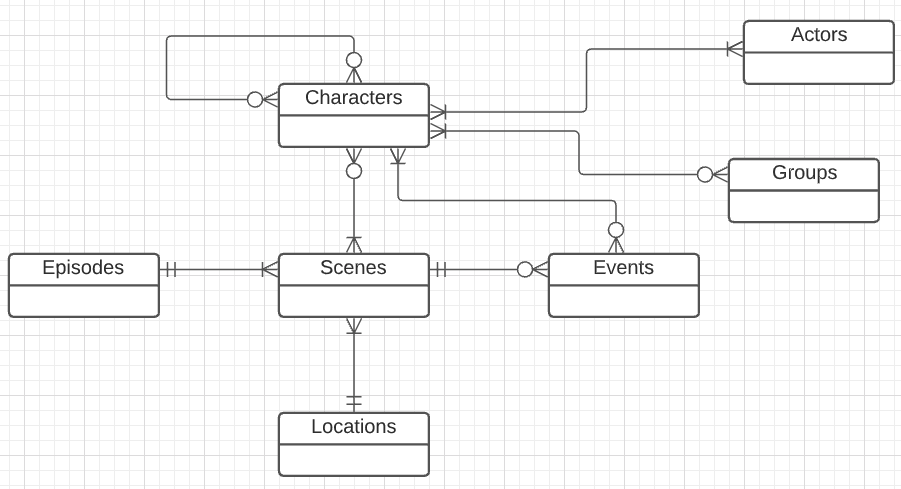 Actors
Characters
Groups
Episodes
Scenes
Events
Locations